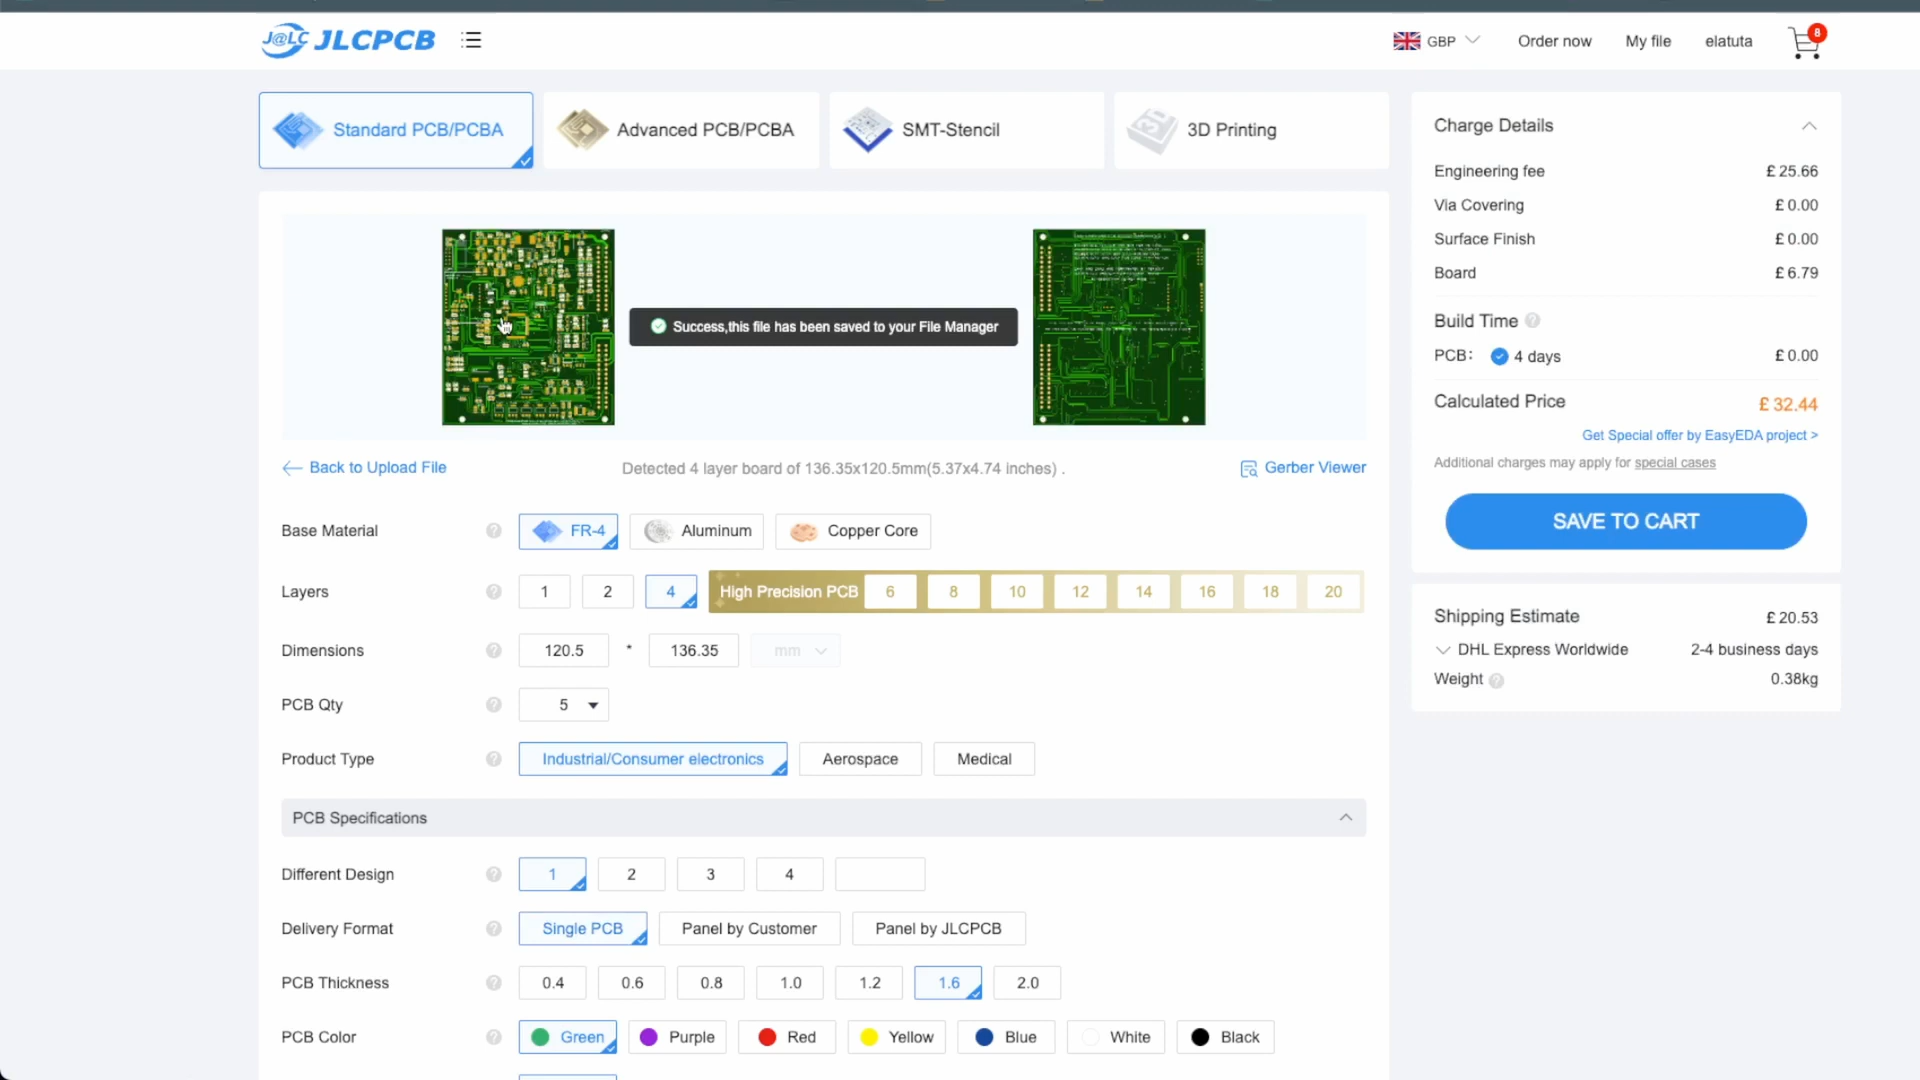 J@LC JLCPCB
GBP
Order now
My file
elatuta
8
Standard PCB/PCBA
Advanced PCB/PCBA
SMT-Stencil
3D Printing
Success,this file has been saved to your File Manager
Back to Upload File
Detected 4 layer board of 136.35x120.5mm(5.37x4.74 inches) .
Gerber Viewer
Base Material ? FR-4 Aluminum Copper Core
Layers ? 1 2 4 High Precision PCB 6 8 10 12 14 16 18 20
Dimensions ? 120.5 * 136.35 mm
PCB Qty ? 5
Product Type ? Industrial/Consumer electronics Aerospace Medical
PCB Specifications
Different Design ? 1 2 3 4
Delivery Format ? Single PCB Panel by Customer Panel by JLCPCB
PCB Thickness ? 0.4 0.6 0.8 1.0 1.2 1.6 2.0
PCB Color ? Green Purple Red Yellow Blue White Black
Charge Details
Engineering fee £ 25.66
Via Covering £ 0.00
Surface Finish £ 0.00
Board £ 6.79
Build Time ?
PCB: 4 days £ 0.00
Calculated Price £ 32.44
Get Special offer by EasyEDA project >
Additional charges may apply for special cases
SAVE TO CART
Shipping Estimate £ 20.53
DHL Express Worldwide 2-4 business days
Weight ? 0.38kg